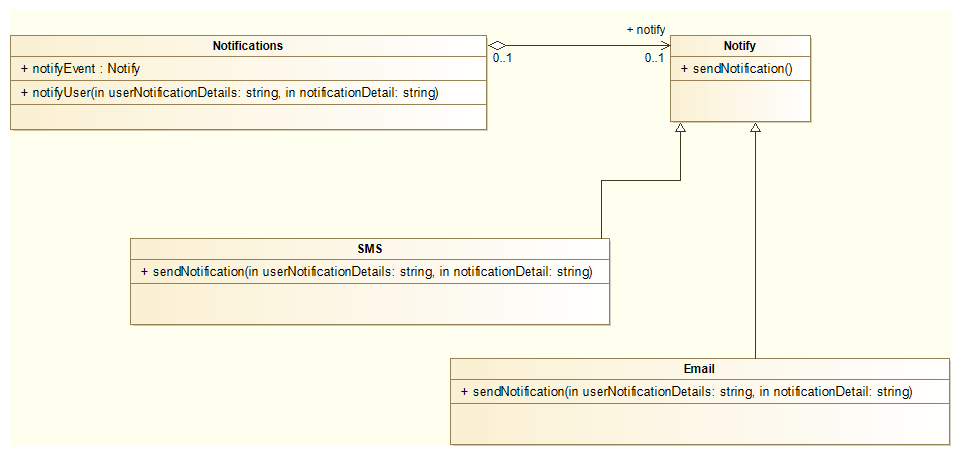 Notifications
+ notifyEvent : Notify
+ notifyUser(in userNotificationDetails: string, in notificationDetail: string)
+ notify
0..1
0..1
Notify
+ sendNotification()
SMS
+ sendNotification(in userNotificationDetails: string, in notificationDetail: string)
Email
+ sendNotification(in userNotificationDetails: string, in notificationDetail: string)